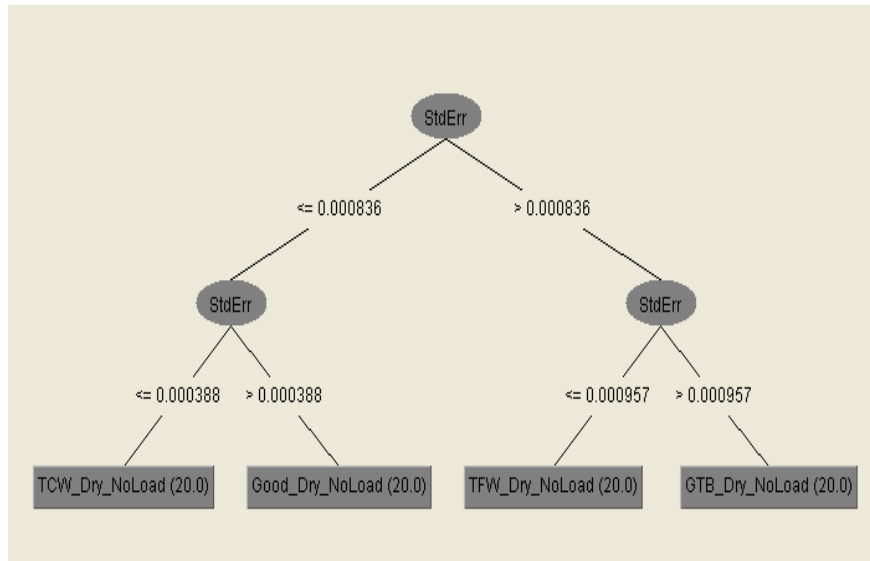 StdErr
<= 0.000836
> 0.000836
StdErr
StdErr
<= 0.000388
> 0.000388
<= 0.000957
> 0.000957
TCW_Dry_NoLoad (20.0)
Good_Dry_NoLoad (20.0)
TFW_Dry_NoLoad (20.0)
GTB_Dry_NoLoad (20.0)